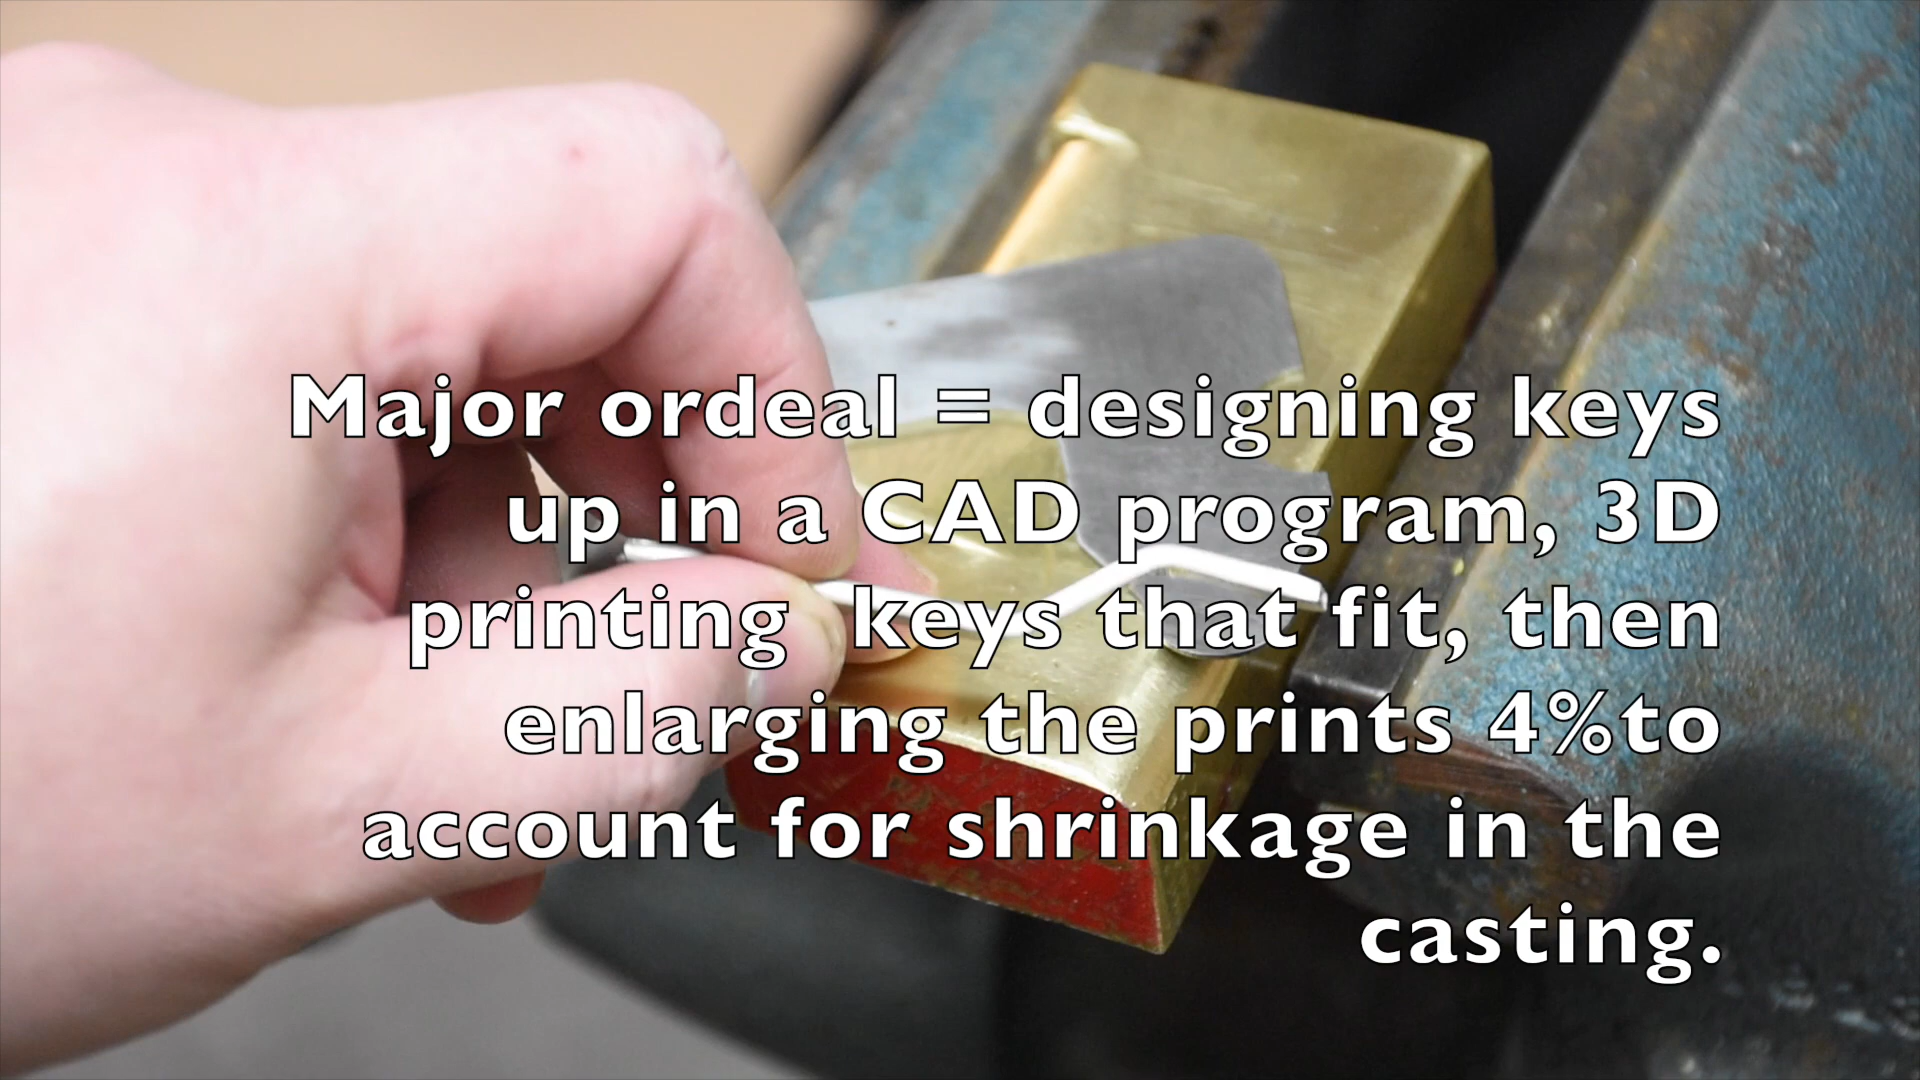 Major ordeal = designing keys
up in a CAD program, 3D
printing  keys that fit, then
enlarging the prints 4%to
account for shrinkage in the
casting.